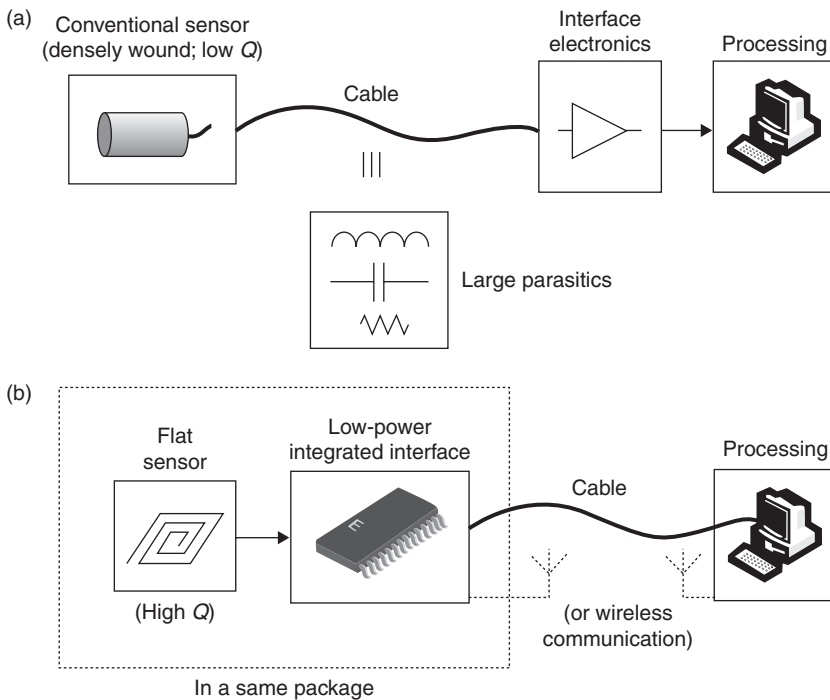 (a)
Conventional sensor
(densely wound; low Q)
Cable
Interface
electronics
Processing
Large parasitics
(b)
Flat
sensor
(High Q)
Low-power
integrated interface
E
Cable
(or wireless
communication)
Processing
In a same package